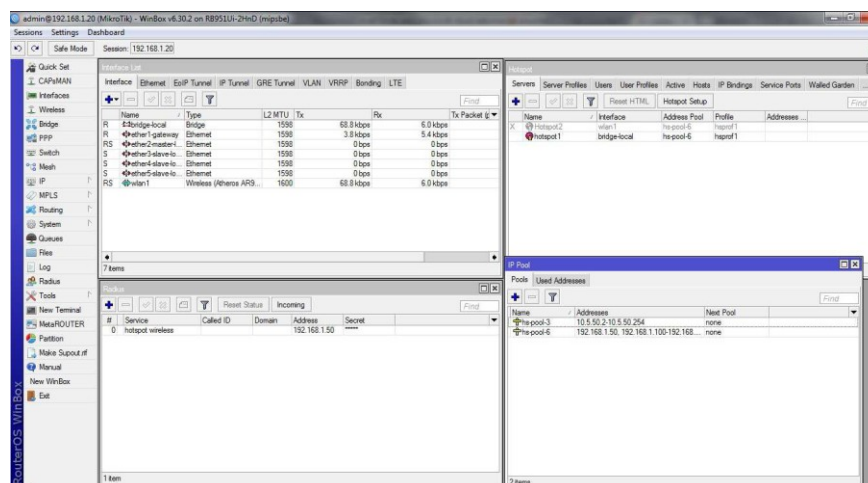 admin@192.168.1.20 (MikroTik) - WinBox v6.30.2 on RB951Ui-2HnD (mipsbe)
Sessions Settings Dashboard
Safe Mode Session: 192.168.1.20
Quick Set
CAPsMAN
Interfaces
Wireless
Bridge
PPP
Switch
Mesh
IP
MPLS
Routing
System
Queues
Files
Log
Radius
Tools
New Terminal
MetaROUTER
Partition
Make Supout.rif
Manual
New WinBox
Exit
RouterOS WinBox
Interface List
Interface Ethernet EoIP Tunnel IP Tunnel GRE Tunnel VLAN VRRP Bonding LTE
Find
Name Type L2 MTU Tx Rx Tx Packet (p
R bridge-local Bridge 1598 68.8 kbps 6.0 kbps
R ether1-gateway Ethernet 1598 3.8 kbps 5.4 kbps
RS ether2-master-l... Ethernet 1598 0 bps 0 bps
S ether3-slave-lo... Ethernet 1598 0 bps 0 bps
S ether4-slave-lo... Ethernet 1598 0 bps 0 bps
S ether5-slave-lo... Ethernet 1598 0 bps 0 bps
RS wlan1 Wireless (Atheros AR9... 1600 68.8 kbps 6.0 kbps
7 items
Hotspot
Servers Server Profiles Users User Profiles Active Hosts IP Bindings Service Ports Walled Garden ...
Reset HTML Hotspot Setup Find
Name Interface Address Pool Profile Addresses ...
X Hotspot2 wlan1 hs-pool-6 hsprof1
hotspot1 bridge-local hs-pool-6 hsprof1
Radius
Reset Status Incoming Find
# Service Called ID Domain Address Secret
0 hotspot wireless 192.168.1.50 *****
1 item
IP Pool
Pools Used Addresses
Find
Name Addresses Next Pool
hs-pool-3 10.5.50.2-10.5.50.254 none
hs-pool-6 192.168.1.50, 192.168.1.100-192.168.... none
2 items